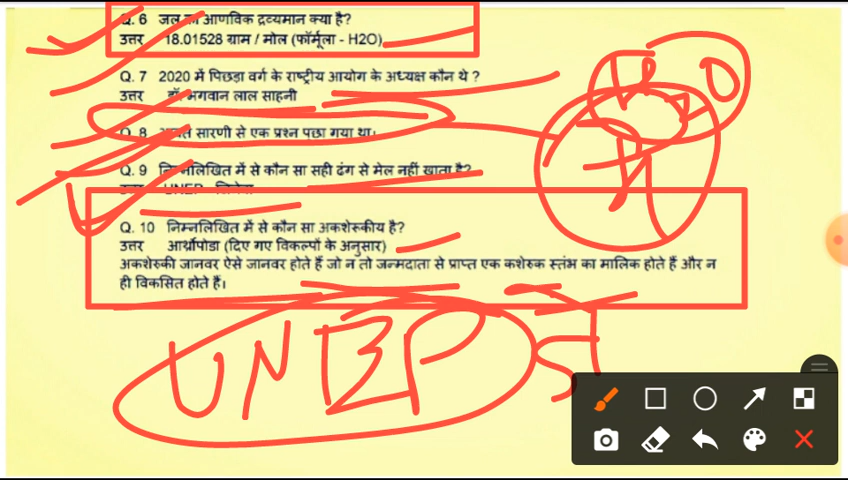 Q. 6 जल का आणविक द्रव्यमान क्या है?
उत्तर 18.01528 ग्राम / मोल (फॉर्मूला - H2O)
Q. 7 2020 में पिछड़ा वर्ग के राष्ट्रीय आयोग के अध्यक्ष कौन थे ?
उत्तर डॉ. भगवान लाल साहनी
Q. 8 सारणी से एक प्रश्न पूछा गया था।
Q. 9 निम्नलिखित में से कौन सा सही ढंग से मेल नहीं खाता है?
UNEP -
Q. 10 निम्नलिखित में से कौन सा अकशेरूकीय है?
उत्तर आर्थ्रोपोडा (दिए गए विकल्पों के अनुसार)
अकशेरुकी जानवर ऐसे जानवर होते हैं जो न तो जन्मदाता से प्राप्त एक कशेरुक स्तंभ का मालिक होते हैं और न
ही विकसित होते हैं।
UNEP